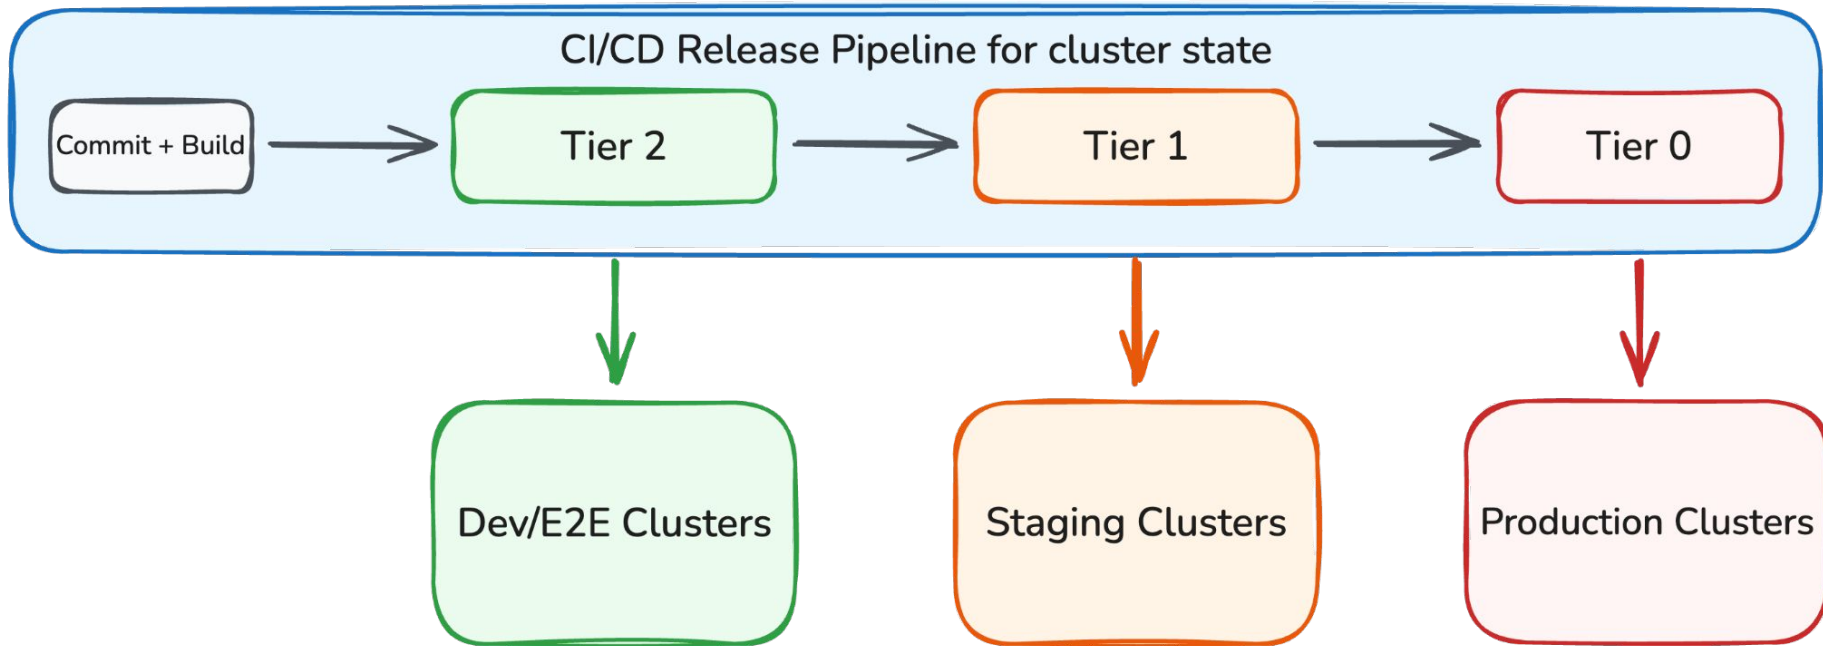 CI/CD Release Pipeline for cluster state
Commit + Build
Tier 2
Tier 1
Tier 0
Dev/E2E Clusters
Staging Clusters
Production Clusters